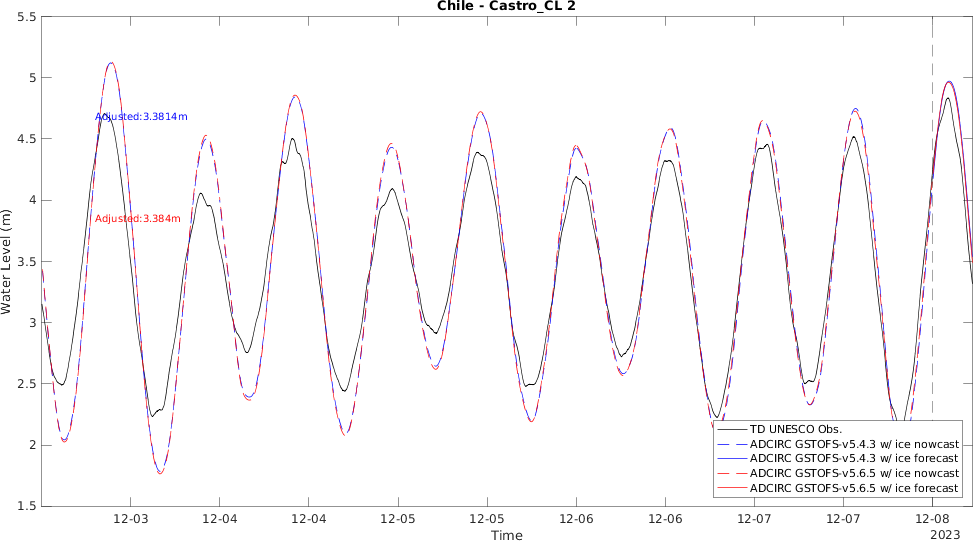 Chile - Castro_CL 2
5.5
5
4.5
4
3.5
3
2.5
2
1.5
Water Level (m)
Adjusted:3.3814m
Adjusted:3.384m
TD UNESCO Obs.
ADCIRC GSTOFS-v5.4.3 w/ ice nowcast
ADCIRC GSTOFS-v5.4.3 w/ ice forecast
ADCIRC GSTOFS-v5.6.5 w/ ice nowcast
ADCIRC GSTOFS-v5.6.5 w/ ice forecast
12-03 12-04 12-04 12-05 12-05 12-06 12-06 12-07 12-07 12-08
2023
Time